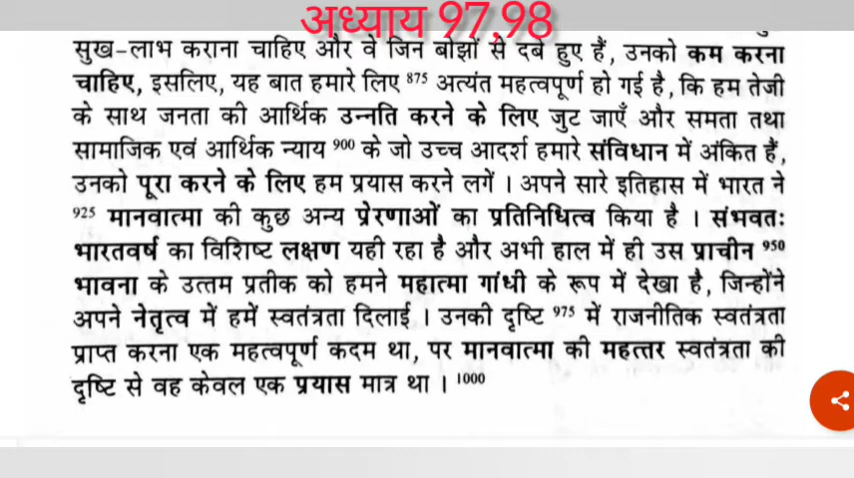 अध्याय 97,98
सुख-लाभ कराना चाहिए और वे जिन बोझों से दबे हुए हैं, उनको कम करना
चाहिए, इसलिए, यह बात हमारे लिए 875 अत्यंत महत्वपूर्ण हो गई है, कि हम तेजी
के साथ जनता की आर्थिक उन्नति करने के लिए जुट जाएँ और समता तथा
सामाजिक एवं आर्थिक न्याय 900 के जो उच्च आदर्श हमारे संविधान में अंकित हैं,
उनको पूरा करने के लिए हम प्रयास करने लगें । अपने सारे इतिहास में भारत ने
925 मानवात्मा की कुछ अन्य प्रेरणाओं का प्रतिनिधित्व किया है । संभवतः
भारतवर्ष का विशिष्ट लक्षण यही रहा है और अभी हाल में ही उस प्राचीन 950
भावना के उत्तम प्रतीक को हमने महात्मा गांधी के रूप में देखा है, जिन्होंने
अपने नेतृत्व में हमें स्वतंत्रता दिलाई । उनकी दृष्टि 975 में राजनीतिक स्वतंत्रता
प्राप्त करना एक महत्वपूर्ण कदम था, पर मानवात्मा की महत्तर स्वतंत्रता की
दृष्टि से वह केवल एक प्रयास मात्र था । 1000